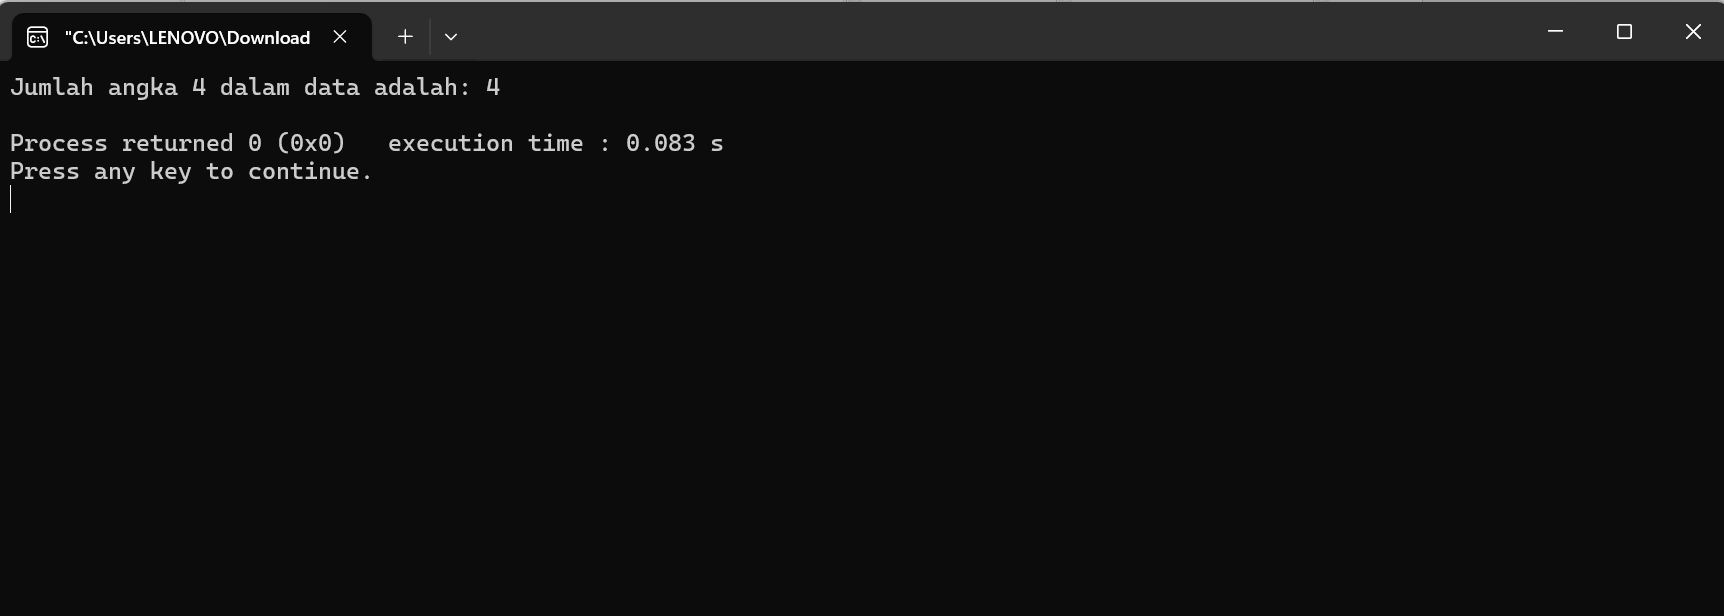 "C:\Users\LENOVO\Download
Jumlah angka 4 dalam data adalah: 4
Process returned 0 (0x0)   execution time : 0.083 s
Press any key to continue.